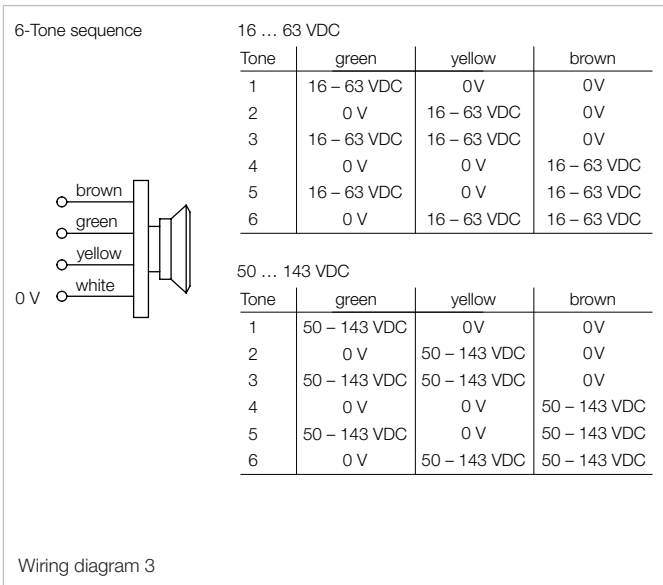 6-Tone sequence
16 … 63 VDC
Tone green yellow brown
1 16 – 63 VDC 0V 0V
2 0 V 16 – 63 VDC 0V
3 16 – 63 VDC 16 – 63 VDC 0V
4 0 V 0 V 16 – 63 VDC
5 16 – 63 VDC 0 V 16 – 63 VDC
6 0 V 16 – 63 VDC 16 – 63 VDC
brown
green
yellow
0 V white
50 … 143 VDC
Tone green yellow brown
1 50 – 143 VDC 0V 0V
2 0 V 50 – 143 VDC 0V
3 50 – 143 VDC 50 – 143 VDC 0V
4 0 V 0 V 50 – 143 VDC
5 50 – 143 VDC 0 V 50 – 143 VDC
6 0 V 50 – 143 VDC 50 – 143 VDC
Wiring diagram 3